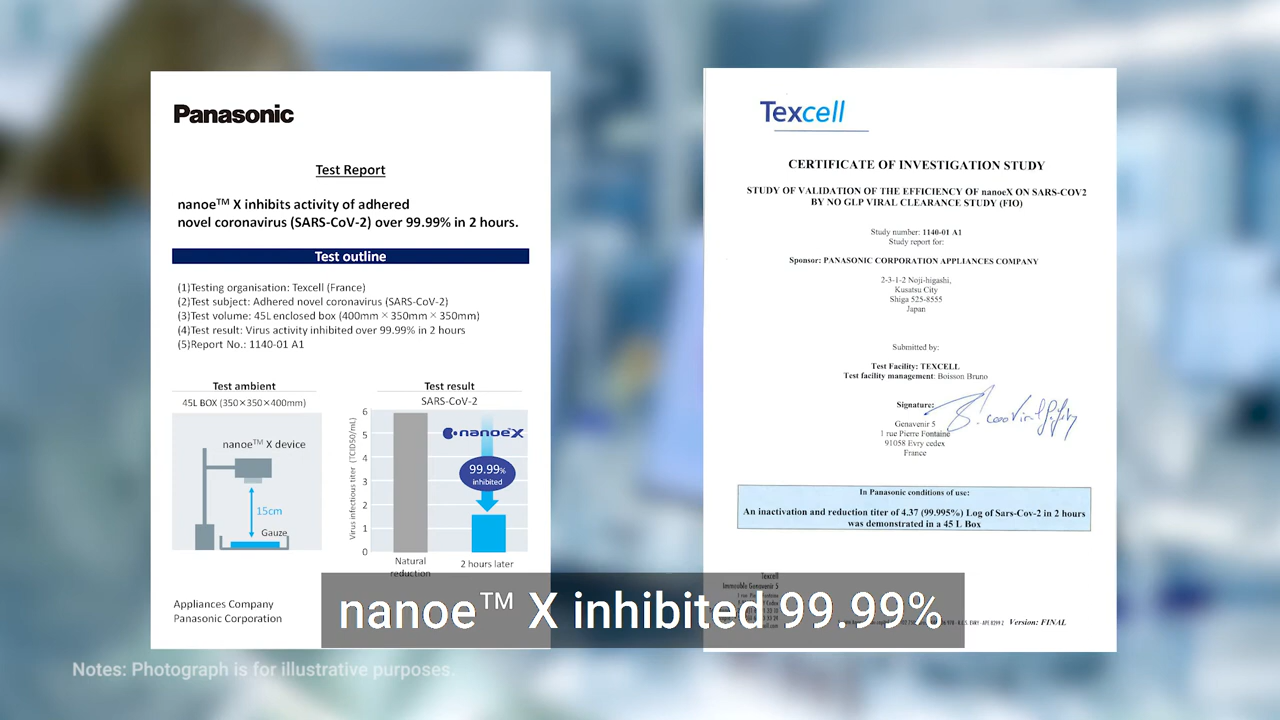 Panasonic
Test Report
nanoe™ X inhibits activity of adhered
novel coronavirus (SARS-CoV-2) over 99.99% in 2 hours.
Test outline
(1)Testing organisation: Texcell (France)
(2)Test subject: Adhered novel coronavirus (SARS-CoV-2)
(3)Test volume: 45L enclosed box (400mm×350mm×350mm)
(4)Test result: Virus activity inhibited over 99.99% in 2 hours
(5)Report No.: 1140-01 A1
Test ambient
45L BOX (350×350×400mm)
nanoe™ X device
15cm
Gauze
Test result
SARS-CoV-2
Virus infectious titer (TCID50/mL)
6
5
4
3
2
1
0
nanoeX
99.99%
inhibited
Natural
reduction
2 hours later
Appliances Company
Panasonic Corporation
Texcell
CERTIFICATE OF INVESTIGATION STUDY
STUDY OF VALIDATION OF THE EFFICIENCY OF nanoeX ON SARS-COV2
BY NO GLP VIRAL CLEARANCE STUDY (FIO)
Study number: 1140-01 A1
Study report for:
Sponsor: PANASONIC CORPORATION APPLIANCES COMPANY
2-3-1-2 Noji-higashi,
Kusatsu City
Shiga 525-8555
Japan
Submitted by:
Test Facility: TEXCELL
Test facility management: Boisson Bruno
Signature:
Genavenir 5
1 rue Pierre Fontaine
91058 Evry cedex
France
In Panasonic conditions of use:
An inactivation and reduction titer of 4.37 (99.995%) Log of Sars-Cov-2 in 2 hours
was demonstrated in a 45 L Box
Texcell
Immeuble Genavenir 5
Version: FINAL
nanoe™ X inhibited 99.99%
Notes: Photograph is for illustrative purposes.